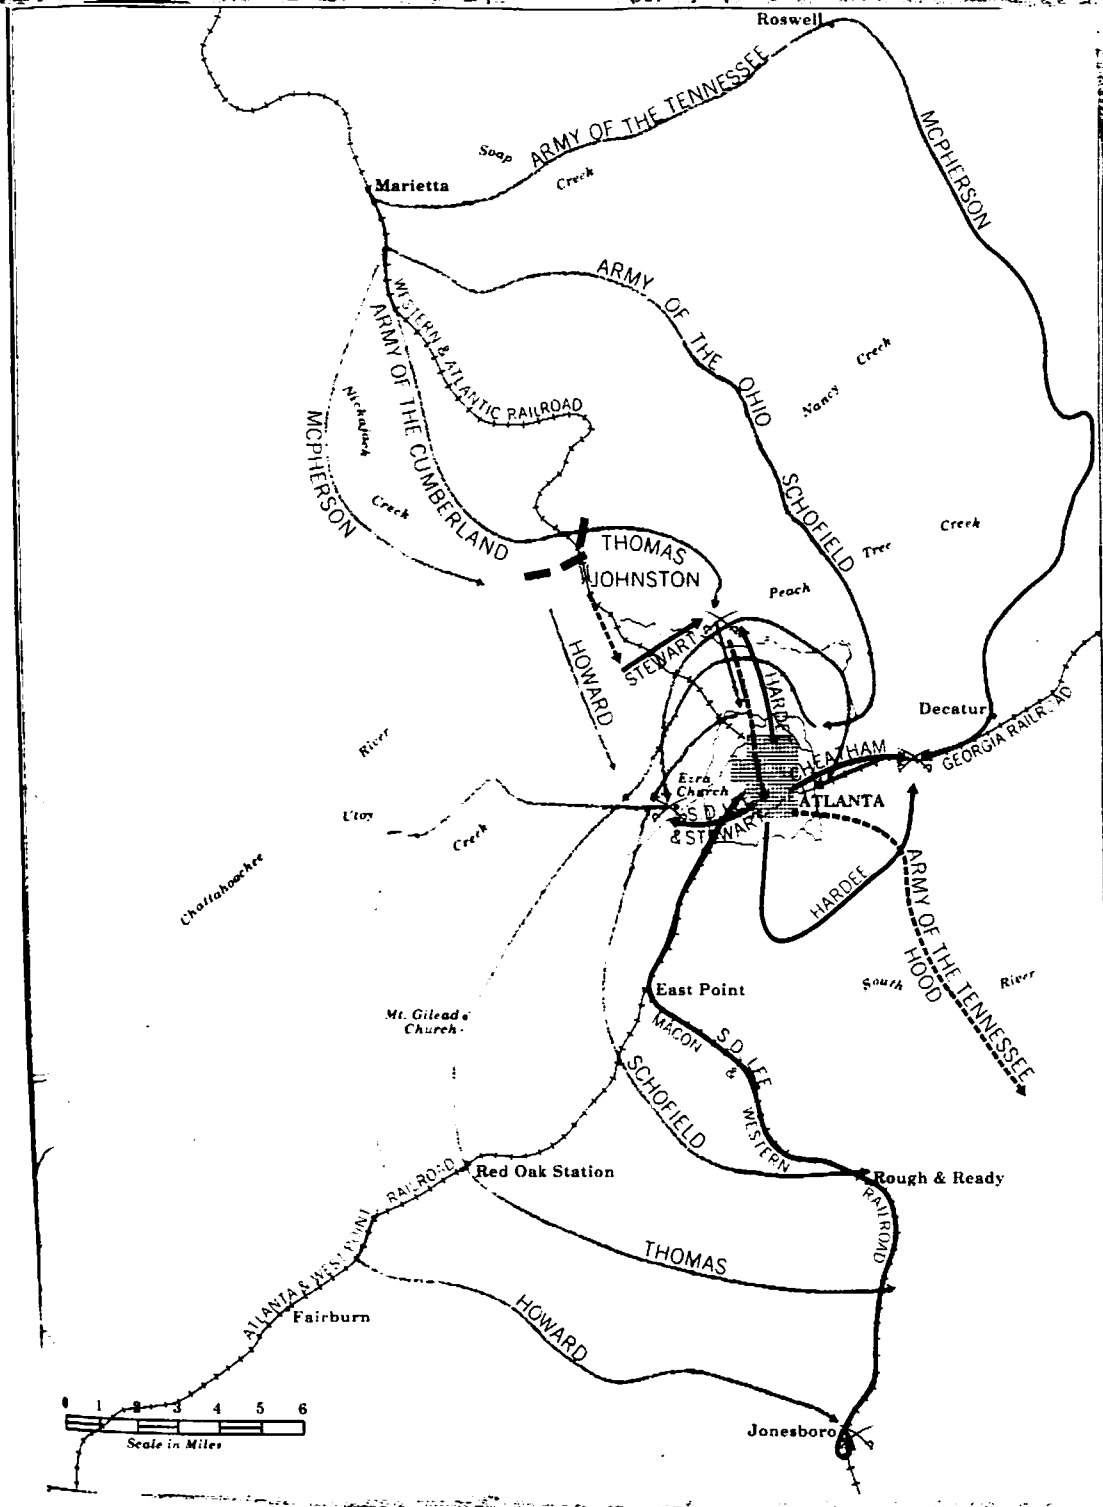 Roswell
ARMY OF THE TENNESSEE
MCPHERSON
Soap
Creek
Marietta
ARMY OF THE OHIO
SCHOFIELD
WESTERN & ATLANTIC RAILROAD
ARMY OF THE CUMBERLAND
MCPHERSON
Nickajack
Creek
Nancy Creek
Creek
Tree
Peach
THOMAS
JOHNSTON
HOWARD
STEWART
HARDEE
Decatur
GEORGIA RAILROAD
River
CHEATHAM
Ezra
Church
ATLANTA
S D LEE
& STEWART
Utoy
Creek
Chattahoochee
HARDEE
ARMY OF THE TENNESSEE
HOOD
South
River
East Point
Mt. Gilead
Church
MACON
&
WESTERN
RAILROAD
S D LEE
SCHOFIELD
Red Oak Station
Rough & Ready
ATLANTA & WEST POINT RAILROAD
THOMAS
Fairburn
HOWARD
0 1 2 3 4 5 6
Scale in Miles
Jonesboro